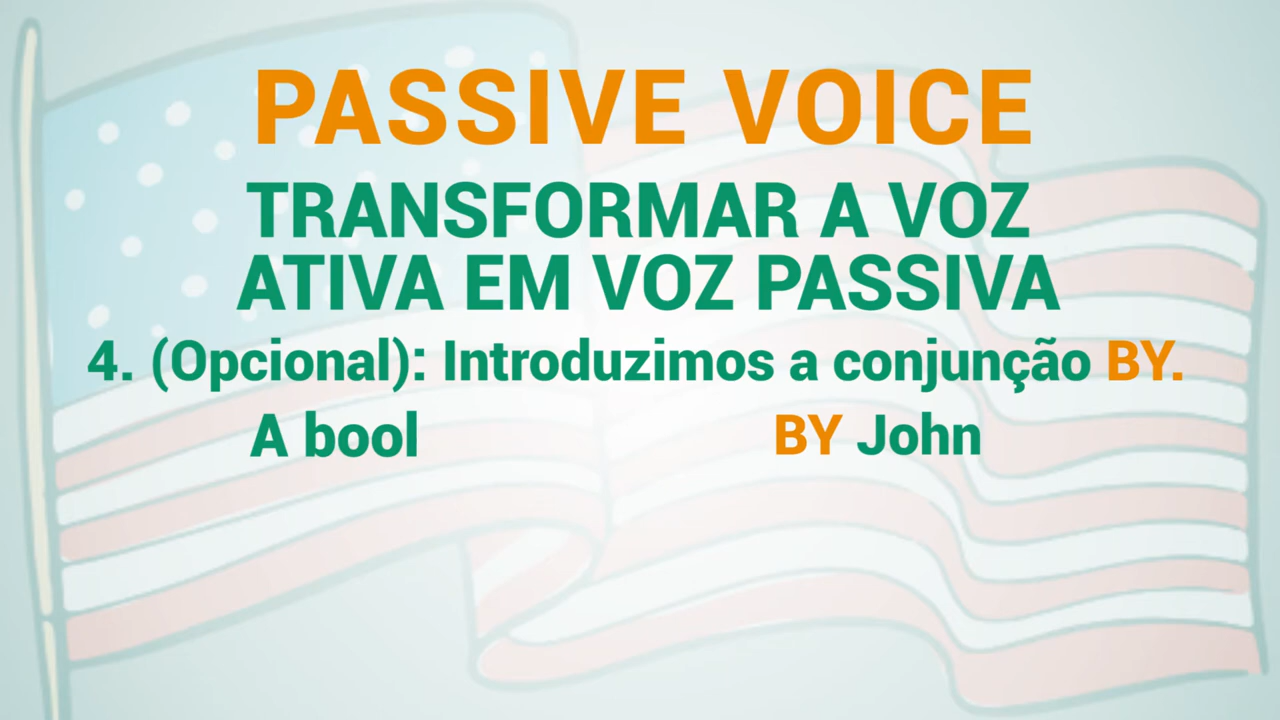 PASSIVE VOICE
TRANSFORMAR A VOZ
ATIVA EM VOZ PASSIVA
4. (Opcional): Introduzimos a conjunção BY.
A bool BY John